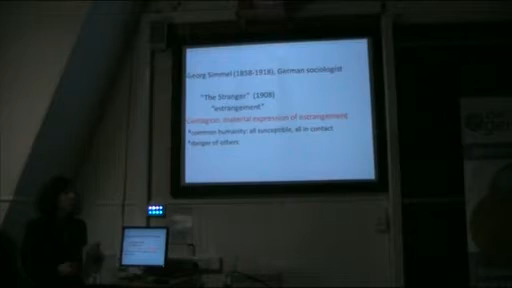 Georg Simmel (1858-1918), German sociologist
"The Stranger" (1908)
"estrangement"
Contagion, material expression of estrangement
*common humanity: all susceptible, all in contact
*danger of others